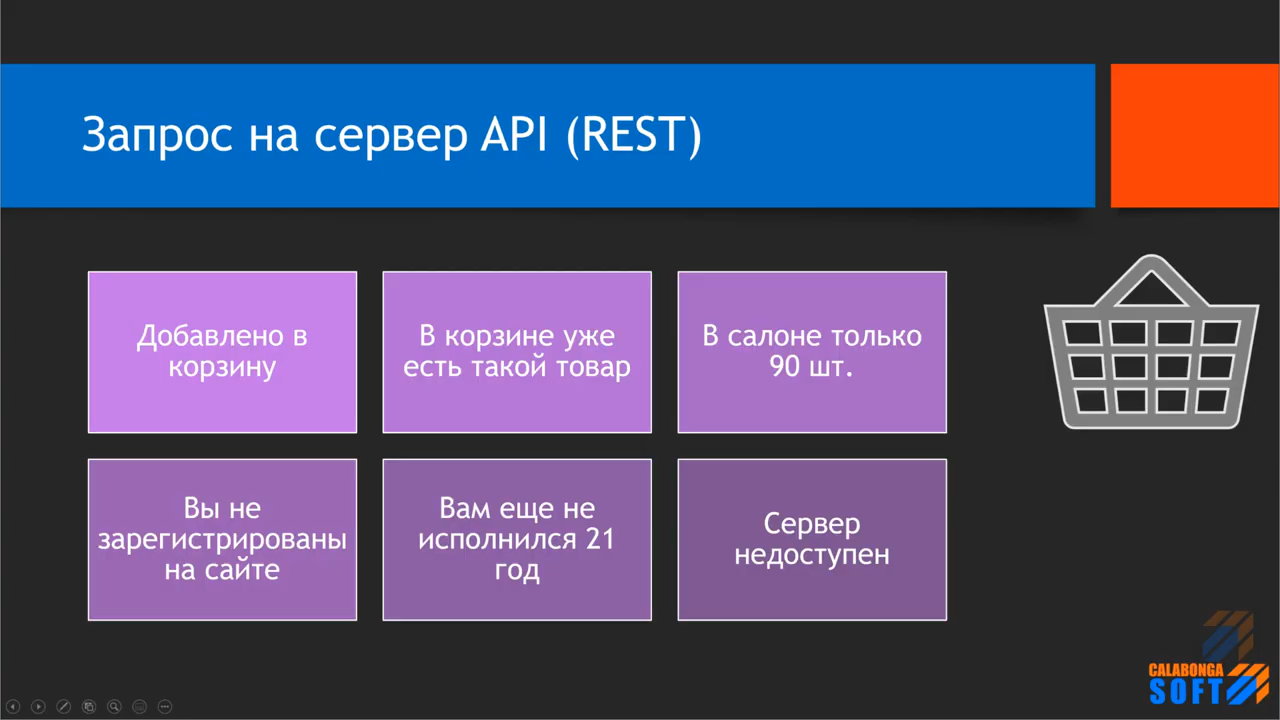 Запрос на сервер API (REST)
Добавлено в
корзину
В корзине уже
есть такой товар
В салоне только
90 шт.
Вы не
зарегистрированы
на сайте
Вам еще не
исполнился 21
год
Сервер
недоступен
CALABONGA
SOFT